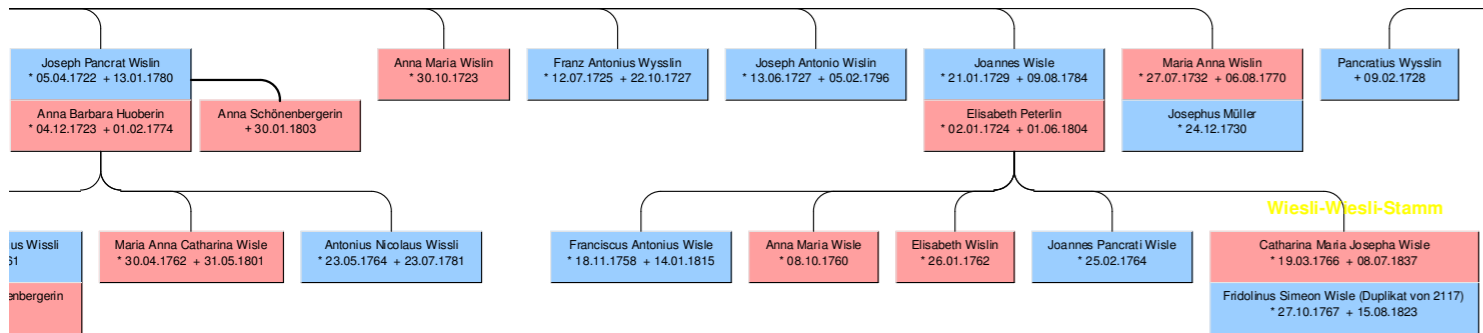 Joseph Pancrat Wislin
* 05.04.1722 + 13.01.1780
Anna Barbara Huoberin
* 04.12.1723 + 01.02.1774
Anna Schönenbergerin
+ 30.01.1803
Anna Maria Wislin
* 30.10.1723
Franz Antonius Wysslin
* 12.07.1725 + 22.10.1727
Joseph Antonio Wislin
* 13.06.1727 + 05.02.1796
Joannes Wisle
* 21.01.1729 + 09.08.1784
Elisabeth Peterlin
* 02.01.1724 + 01.06.1804
Maria Anna Wislin
* 27.07.1732 + 06.08.1770
Josephus Müller
* 24.12.1730
Pancratius Wysslin
+ 09.02.1728
Wiesli-Wiesli-Stamm
us Wissli
61
enbergerin
Maria Anna Catharina Wisle
* 30.04.1762 + 31.05.1801
Antonius Nicolaus Wissli
* 23.05.1764 + 23.07.1781
Franciscus Antonius Wisle
* 18.11.1758 + 14.01.1815
Anna Maria Wisle
* 08.10.1760
Elisabeth Wislin
* 26.01.1762
Joannes Pancrati Wisle
* 25.02.1764
Catharina Maria Josepha Wisle
* 19.03.1766 + 08.07.1837
Fridolinus Simeon Wisle (Duplikat von 2117)
* 27.10.1767 + 15.08.1823